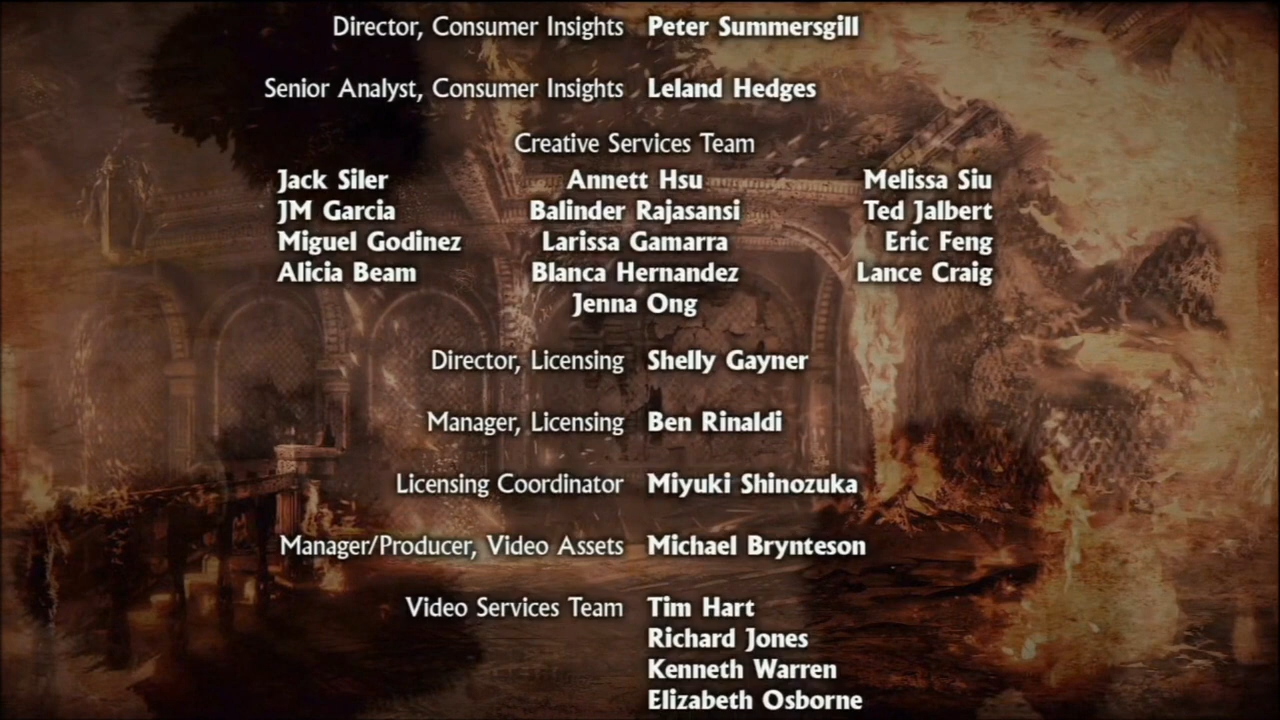 Director, Consumer Insights Peter Summersgill
Senior Analyst, Consumer Insights Leland Hedges
Creative Services Team
Jack Siler Annett Hsu Melissa Siu
JM Garcia Balinder Rajasansi Ted Jalbert
Miguel Godinez Larissa Gamarra Eric Feng
Alicia Beam Blanca Hernandez Lance Craig
Jenna Ong
Director, Licensing Shelly Gayner
Manager, Licensing Ben Rinaldi
Licensing Coordinator Miyuki Shinozuka
Manager/Producer, Video Assets Michael Brynteson
Video Services Team Tim Hart
Richard Jones
Kenneth Warren
Elizabeth Osborne